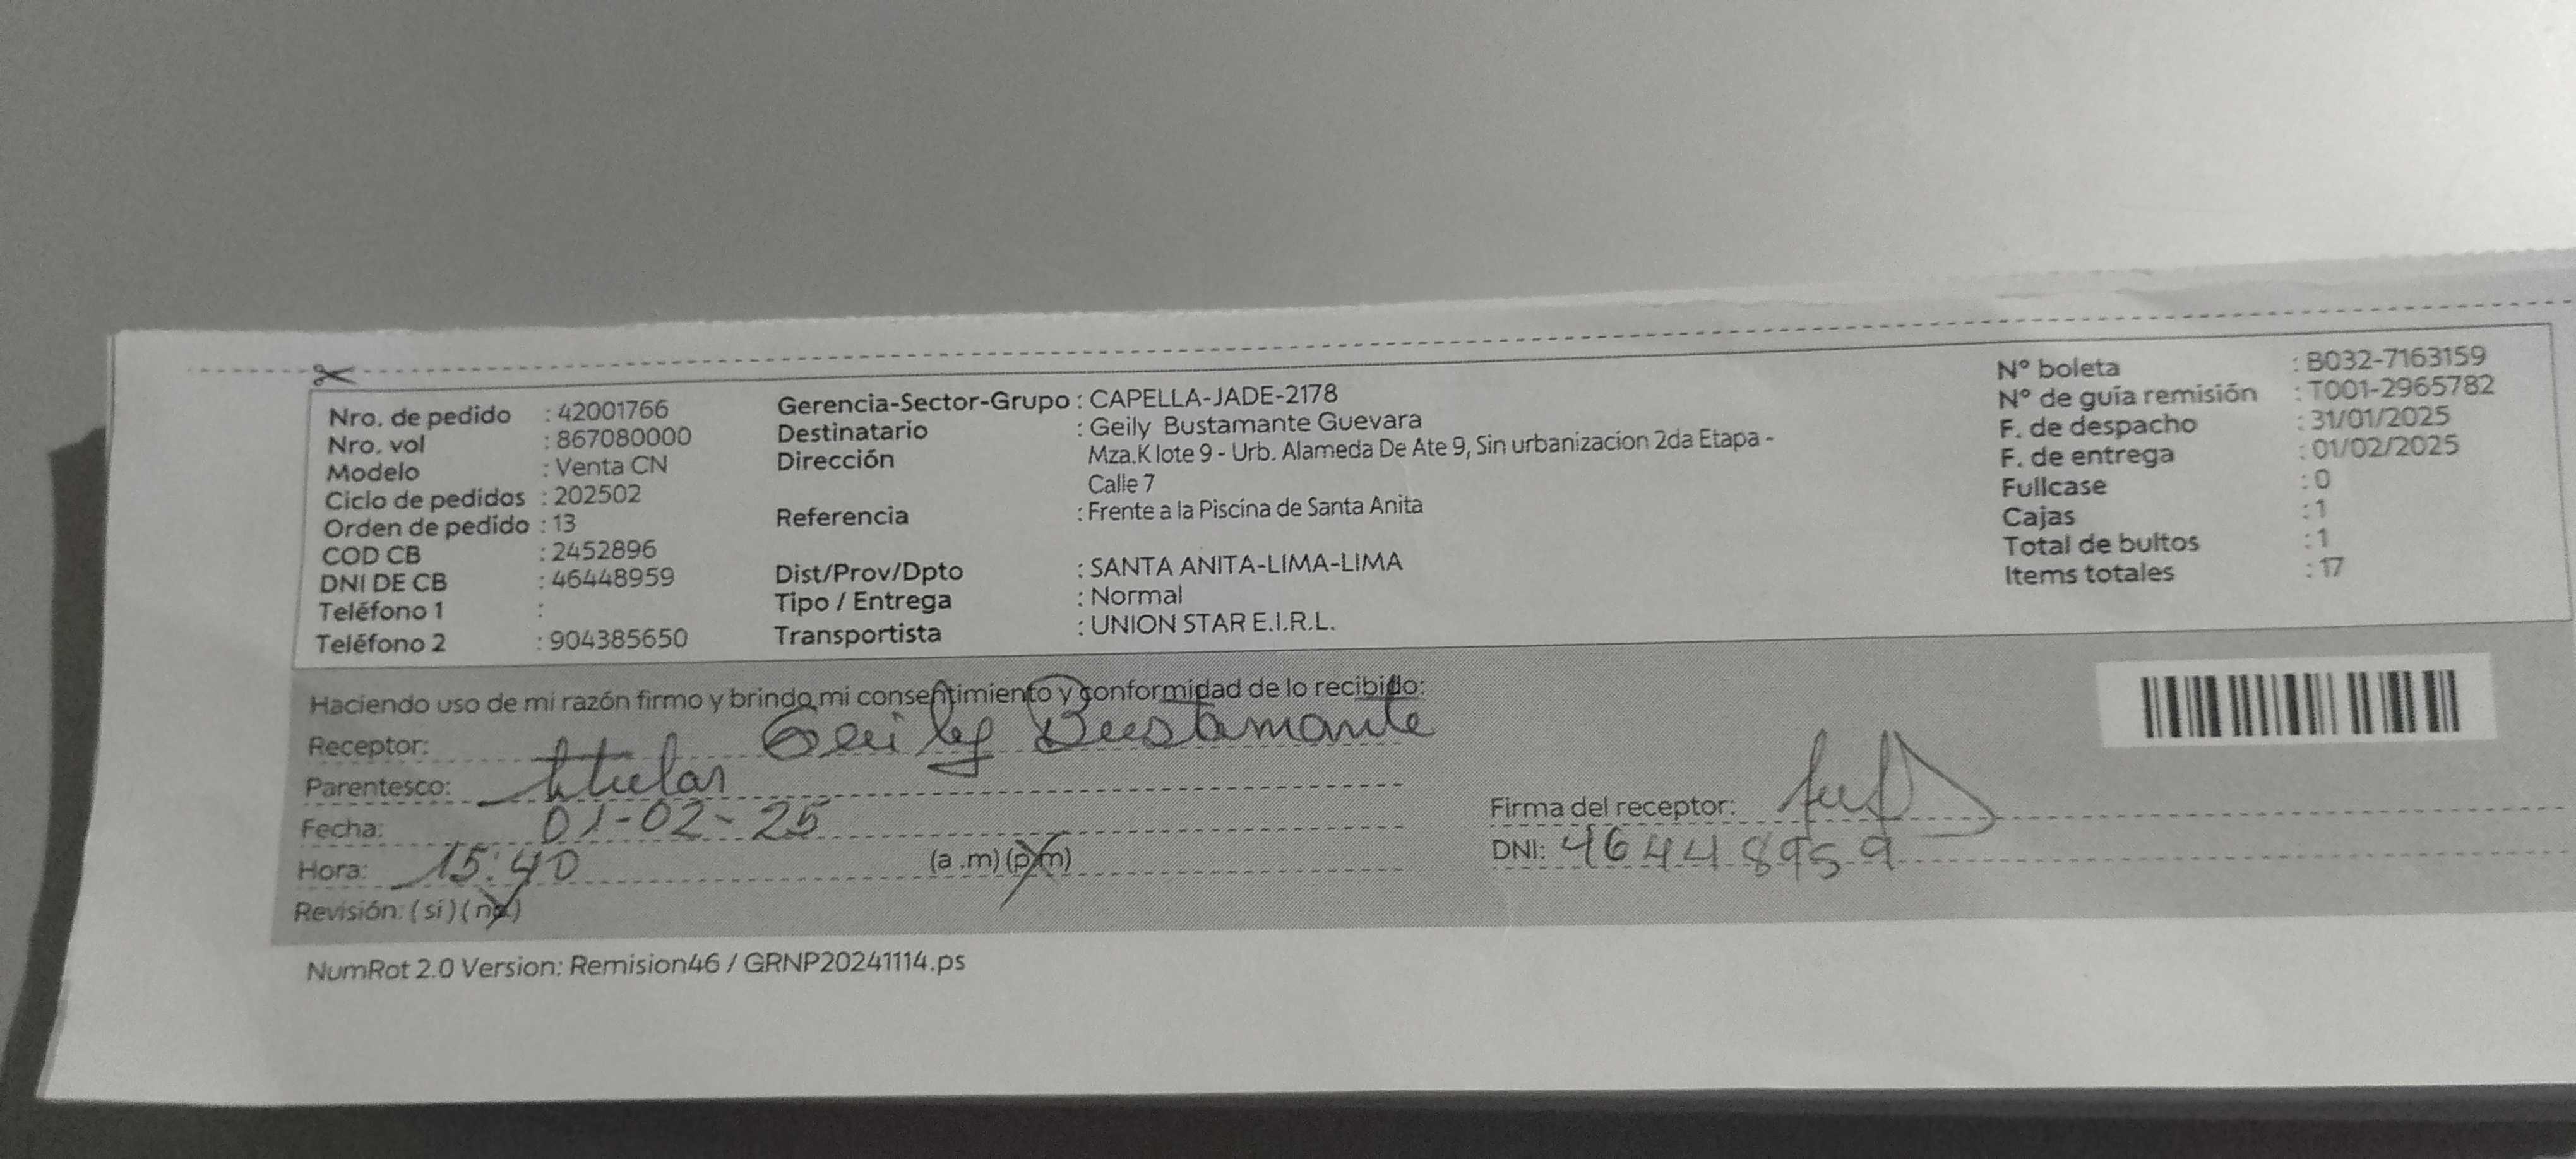 Nro. de pedido : 42001766
Nro. vol : 867080000
Modelo : Venta CN
Ciclo de pedidos : 202502
Orden de pedido : 13
COD CB : 2452896
DNI DE CB : 46448959
Teléfono 1 :
Teléfono 2 : 904385650
Gerencia-Sector-Grupo : CAPELLA-JADE-2178
Destinatario : Geily Bustamante Guevara
Dirección Mza.K lote 9 - Urb. Alameda De Ate 9, Sin urbanizacion 2da Etapa -
Calle 7
Referencia : Frente a la Piscina de Santa Anita
Dist/Prov/Dpto : SANTA ANITA-LIMA-LIMA
Tipo / Entrega : Normal
Transportista : UNION STAR E.I.R.L.
N° boleta : B032-7163159
N° de guía remisión : T001-2965782
F. de despacho : 31/01/2025
F. de entrega : 01/02/2025
Fullcase : 0
Cajas : 1
Total de bultos : 1
Items totales : 17
Haciendo uso de mi razón firmo y brindo mi consentimiento y conformidad de lo recibido:
Receptor: Geily Bustamante
Parentesco: titular
Fecha: 01-02-25
Hora: 15:40 (a .m) (p.m)
Revisión: (si) (no)
Firma del receptor:
DNI: 46448959
NumRot 2.0 Version: Remision46 / GRNP20241114.ps